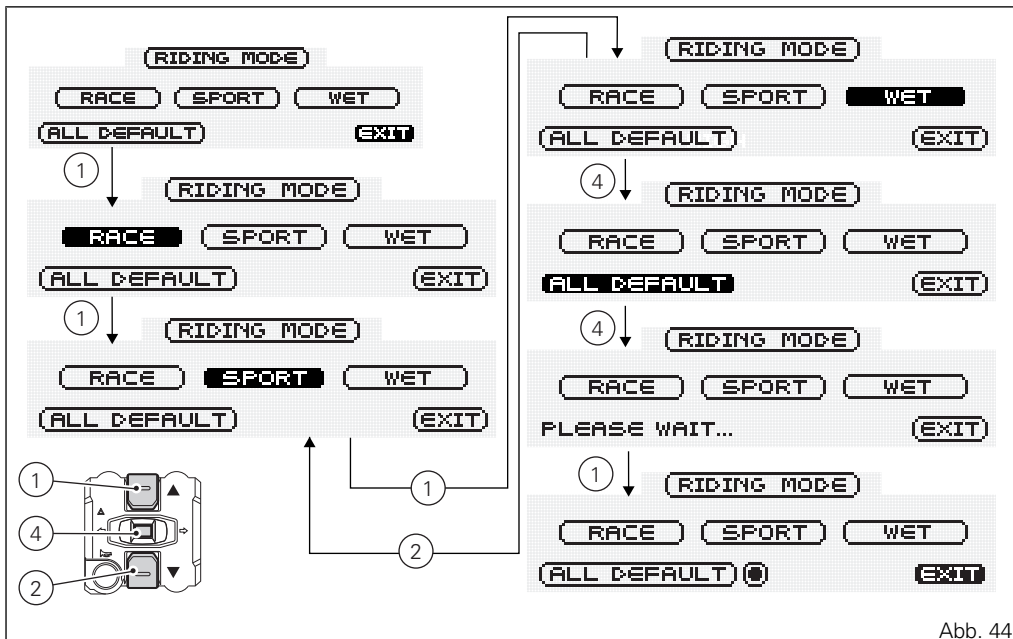 RIDING MODE
RACE SPORT WET
ALL DEFAULT EXIT
1
RIDING MODE
RACE SPORT WET
ALL DEFAULT EXIT
1
RIDING MODE
RACE SPORT WET
ALL DEFAULT EXIT
1
4
2
1
2
RIDING MODE
RACE SPORT WET
ALL DEFAULT EXIT
4
RIDING MODE
RACE SPORT WET
ALL DEFAULT EXIT
4
RIDING MODE
RACE SPORT WET
PLEASE WAIT... EXIT
1
RIDING MODE
RACE SPORT WET
ALL DEFAULT EXIT
Abb. 44